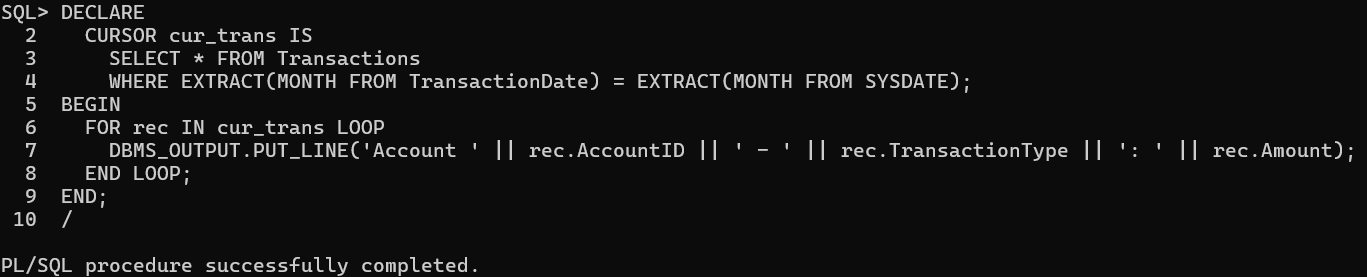 SQL> DECLARE
  2    CURSOR cur_trans IS
  3      SELECT * FROM Transactions
  4      WHERE EXTRACT(MONTH FROM TransactionDate) = EXTRACT(MONTH FROM SYSDATE);
  5  BEGIN
  6    FOR rec IN cur_trans LOOP
  7      DBMS_OUTPUT.PUT_LINE('Account ' || rec.AccountID || ' - ' || rec.TransactionType || ': ' || rec.Amount);
  8    END LOOP;
  9  END;
 10  /

PL/SQL procedure successfully completed.